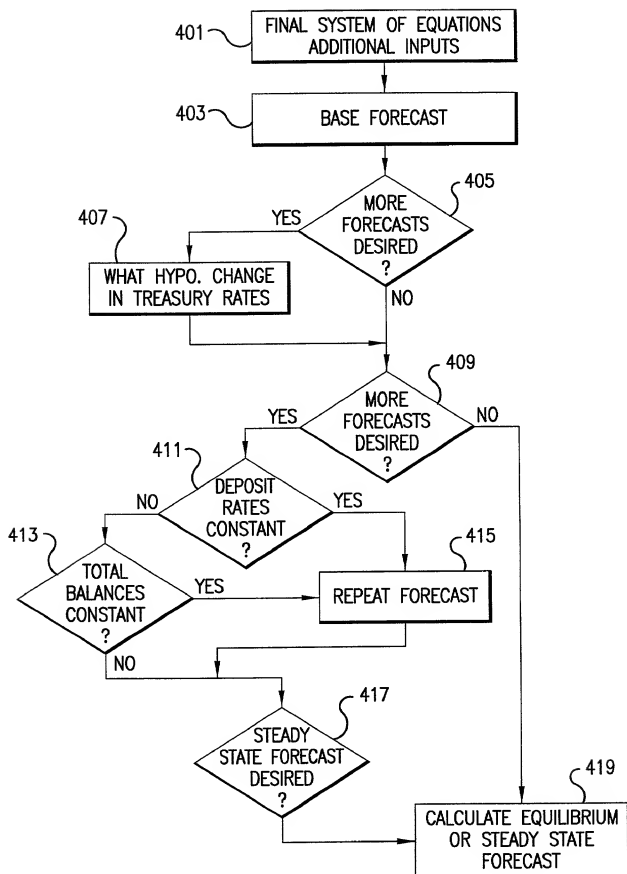 401
FINAL SYSTEM OF EQUATIONS
ADDITIONAL INPUTS
403
BASE FORECAST
405
MORE
FORECASTS
DESIRED
?
YES
NO
407
WHAT HYPO. CHANGE
IN TREASURY RATES
409
MORE
FORECASTS
DESIRED
?
YES
NO
411
DEPOSIT
RATES
CONSTANT
?
NO
YES
413
TOTAL
BALANCES
CONSTANT
?
YES
NO
415
REPEAT FORECAST
417
STEADY
STATE FORECAST
DESIRED
?
419
CALCULATE EQUILIBRIUM
OR STEADY STATE
FORECAST